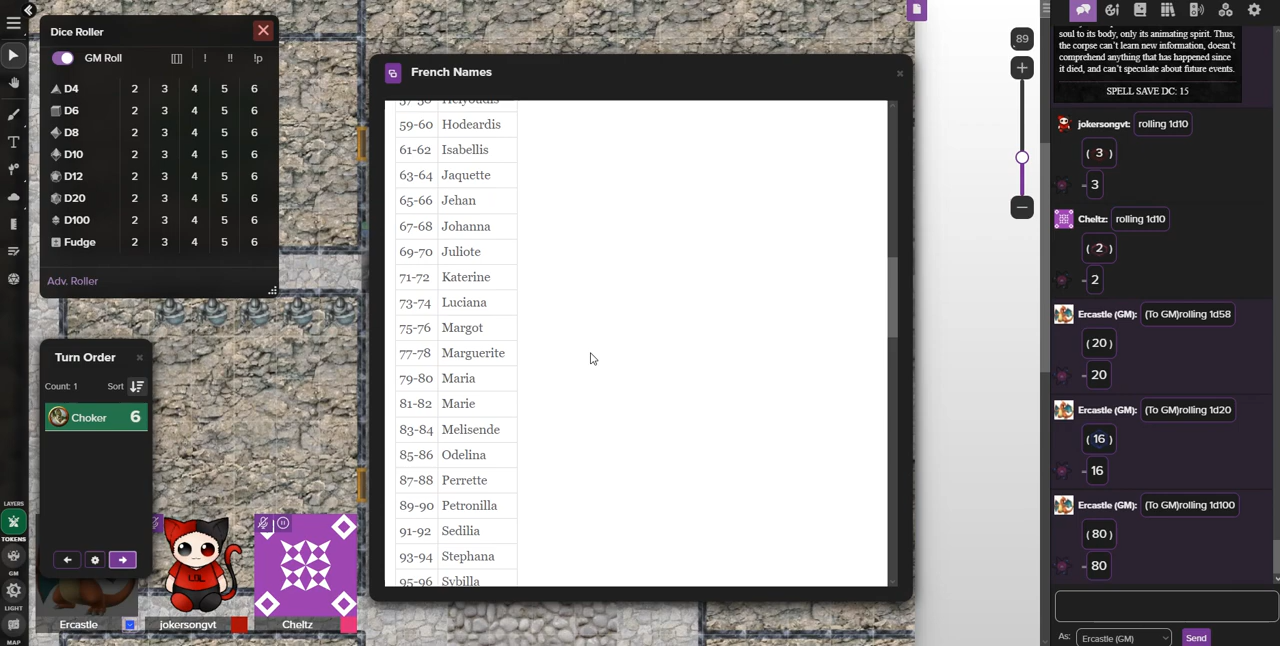 Dice Roller
GM Roll [[]] ! !! !p
D4 2 3 4 5 6
D6 2 3 4 5 6
D8 2 3 4 5 6
D10 2 3 4 5 6
D12 2 3 4 5 6
D20 2 3 4 5 6
D100 2 3 4 5 6
Fudge 2 3 4 5 6
Adv. Roller
Turn Order ×
Count: 1 Sort
Choker 6
LAYERS
TOKENS
GM
LIGHT
MAP
LOL
Ercastle
jokersongvt
Cheltz
French Names
59-60 Hodeardis
61-62 Isabellis
63-64 Jaquette
65-66 Jehan
67-68 Johanna
69-70 Juliote
71-72 Katerine
73-74 Luciana
75-76 Margot
77-78 Marguerite
79-80 Maria
81-82 Marie
83-84 Melisende
85-86 Odelina
87-88 Perrette
89-90 Petronilla
91-92 Sedilia
93-94 Stephana
95-96 Sybilla
89
soul to its body, only its animating spirit. Thus,
the corpse can't learn new information, doesn't
comprehend anything that has happened since
it died, and can't speculate about future events.
SPELL SAVE DC: 15
jokersongvt: rolling 1d10
( 3 )
= 3
Cheltz: rolling 1d10
( 2 )
= 2
Ercastle (GM): (To GM)rolling 1d58
( 20 )
= 20
Ercastle (GM): (To GM)rolling 1d20
( 16 )
= 16
Ercastle (GM): (To GM)rolling 1d100
( 80 )
= 80
As: Ercastle (GM) Send